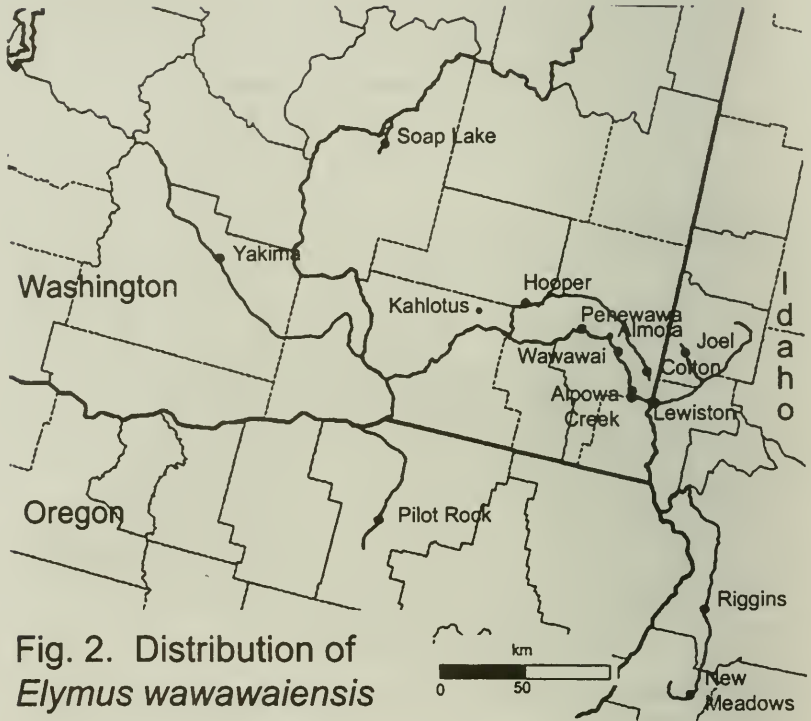 Soap Lake
Yakima
Washington
Hooper
Kahlotus
Penewawa
Almota
Wawawai
Joel
Colton
Alpowa
Creek
Lewiston
Idaho
Oregon
Pilot Rock
Riggins
New
Meadows
km
0 50
Fig. 2. Distribution of
Elymus wawawaiensis